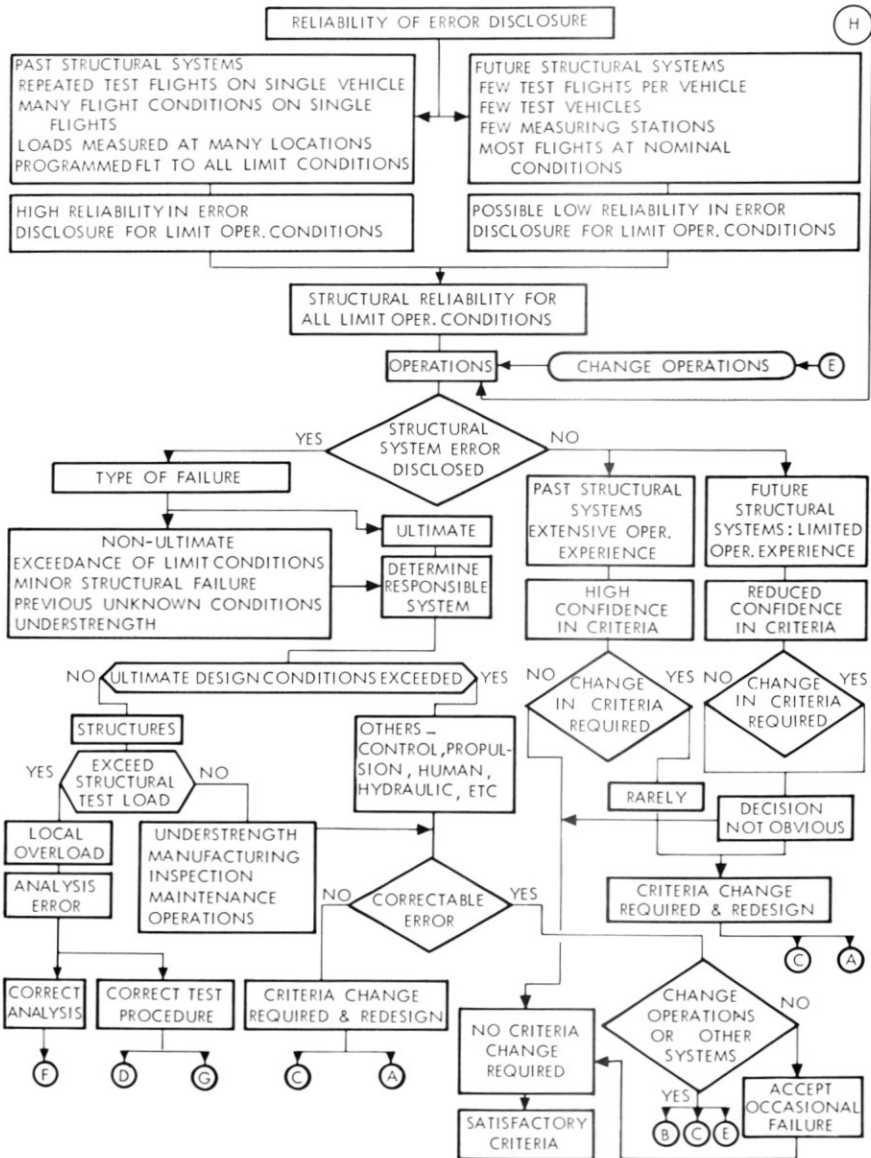 RELIABILITY OF ERROR DISCLOSURE
H
PAST STRUCTURAL SYSTEMS
REPEATED TEST FLIGHTS ON SINGLE VEHICLE
MANY FLIGHT CONDITIONS ON SINGLE
FLIGHTS
LOADS MEASURED AT MANY LOCATIONS
PROGRAMMED FLT TO ALL LIMIT CONDITIONS
FUTURE STRUCTURAL SYSTEMS
FEW TEST FLIGHTS PER VEHICLE
FEW TEST VEHICLES
FEW MEASURING STATIONS
MOST FLIGHTS AT NOMINAL
CONDITIONS
HIGH RELIABILITY IN ERROR
DISCLOSURE FOR LIMIT OPER. CONDITIONS
POSSIBLE LOW RELIABILITY IN ERROR
DISCLOSURE FOR LIMIT OPER. CONDITIONS
STRUCTURAL RELIABILITY FOR
ALL LIMIT OPER. CONDITIONS
OPERATIONS
CHANGE OPERATIONS
E
YES
STRUCTURAL
SYSTEM ERROR
DISCLOSED
NO
TYPE OF FAILURE
NON-ULTIMATE
EXCEEDANCE OF LIMIT CONDITIONS
MINOR STRUCTURAL FAILURE
PREVIOUS UNKNOWN CONDITIONS
UNDERSTRENGTH
ULTIMATE
DETERMINE
RESPONSIBLE
SYSTEM
PAST STRUCTURAL
SYSTEMS
EXTENSIVE OPER.
EXPERIENCE
FUTURE
STRUCTURAL
SYSTEMS: LIMITED
OPER. EXPERIENCE
HIGH
CONFIDENCE
IN CRITERIA
REDUCED
CONFIDENCE
IN CRITERIA
NO
ULTIMATE DESIGN CONDITIONS EXCEEDED
YES
NO
CHANGE
IN CRITERIA
REQUIRED
YES
NO
CHANGE
IN CRITERIA
REQUIRED
YES
STRUCTURES
YES
EXCEED
STRUCTURAL
TEST LOAD
NO
OTHERS –
CONTROL, PROPUL-
SION, HUMAN,
HYDRAULIC, ETC
RARELY
DECISION
NOT OBVIOUS
LOCAL
OVERLOAD
ANALYSIS
ERROR
UNDERSTRENGTH
MANUFACTURING
INSPECTION
MAINTENANCE
OPERATIONS
NO
CORRECTABLE
ERROR
YES
CRITERIA CHANGE
REQUIRED & REDESIGN
C
A
CORRECT
ANALYSIS
F
CORRECT TEST
PROCEDURE
D
G
CRITERIA CHANGE
REQUIRED & REDESIGN
C
A
NO CRITERIA
CHANGE
REQUIRED
SATISFACTORY
CRITERIA
CHANGE
OPERATIONS
OR OTHER
SYSTEMS
NO
YES
B
C
E
ACCEPT
OCCASIONAL
FAILURE